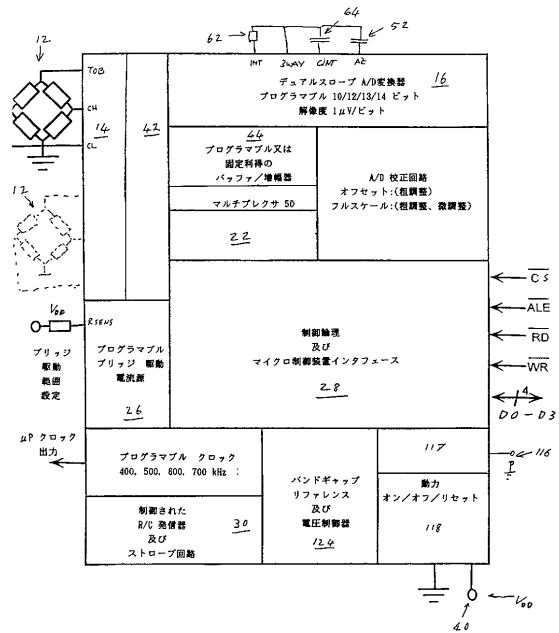 64
52
62
INT 3WAY CINT AZ
12
TOB
CH
CL
14
42
デュアルスロープ A/D変換器
16
プログラマブル 10/12/13/14 ビット
解像度 1μV/ビット
44
プログラマブル又は
固定利得の
バッファ/増幅器
マルチプレクサ 50
22
A/D 校正回路
オフセット:(粗調整)
フルスケール:(粗調整、微調整)
12
VDD
RSENS
ブリッジ
駆動
範囲
設定
プログラマブル
ブリッジ 駆動
電流源
26
制御論理
及び
マイクロ制御装置インタフェース
28
CS
ALE
RD
WR
4
D0-D3
μP クロック
出力
プログラマブル クロック
400, 500, 600, 700 kHz :
制御された
R/C 発信器
及び
ストローブ回路
30
バンドギャップ
リファレンス
及び
電圧制御器
124
117
116
P
動力
オン/オフ/リセット
118
VDD
40